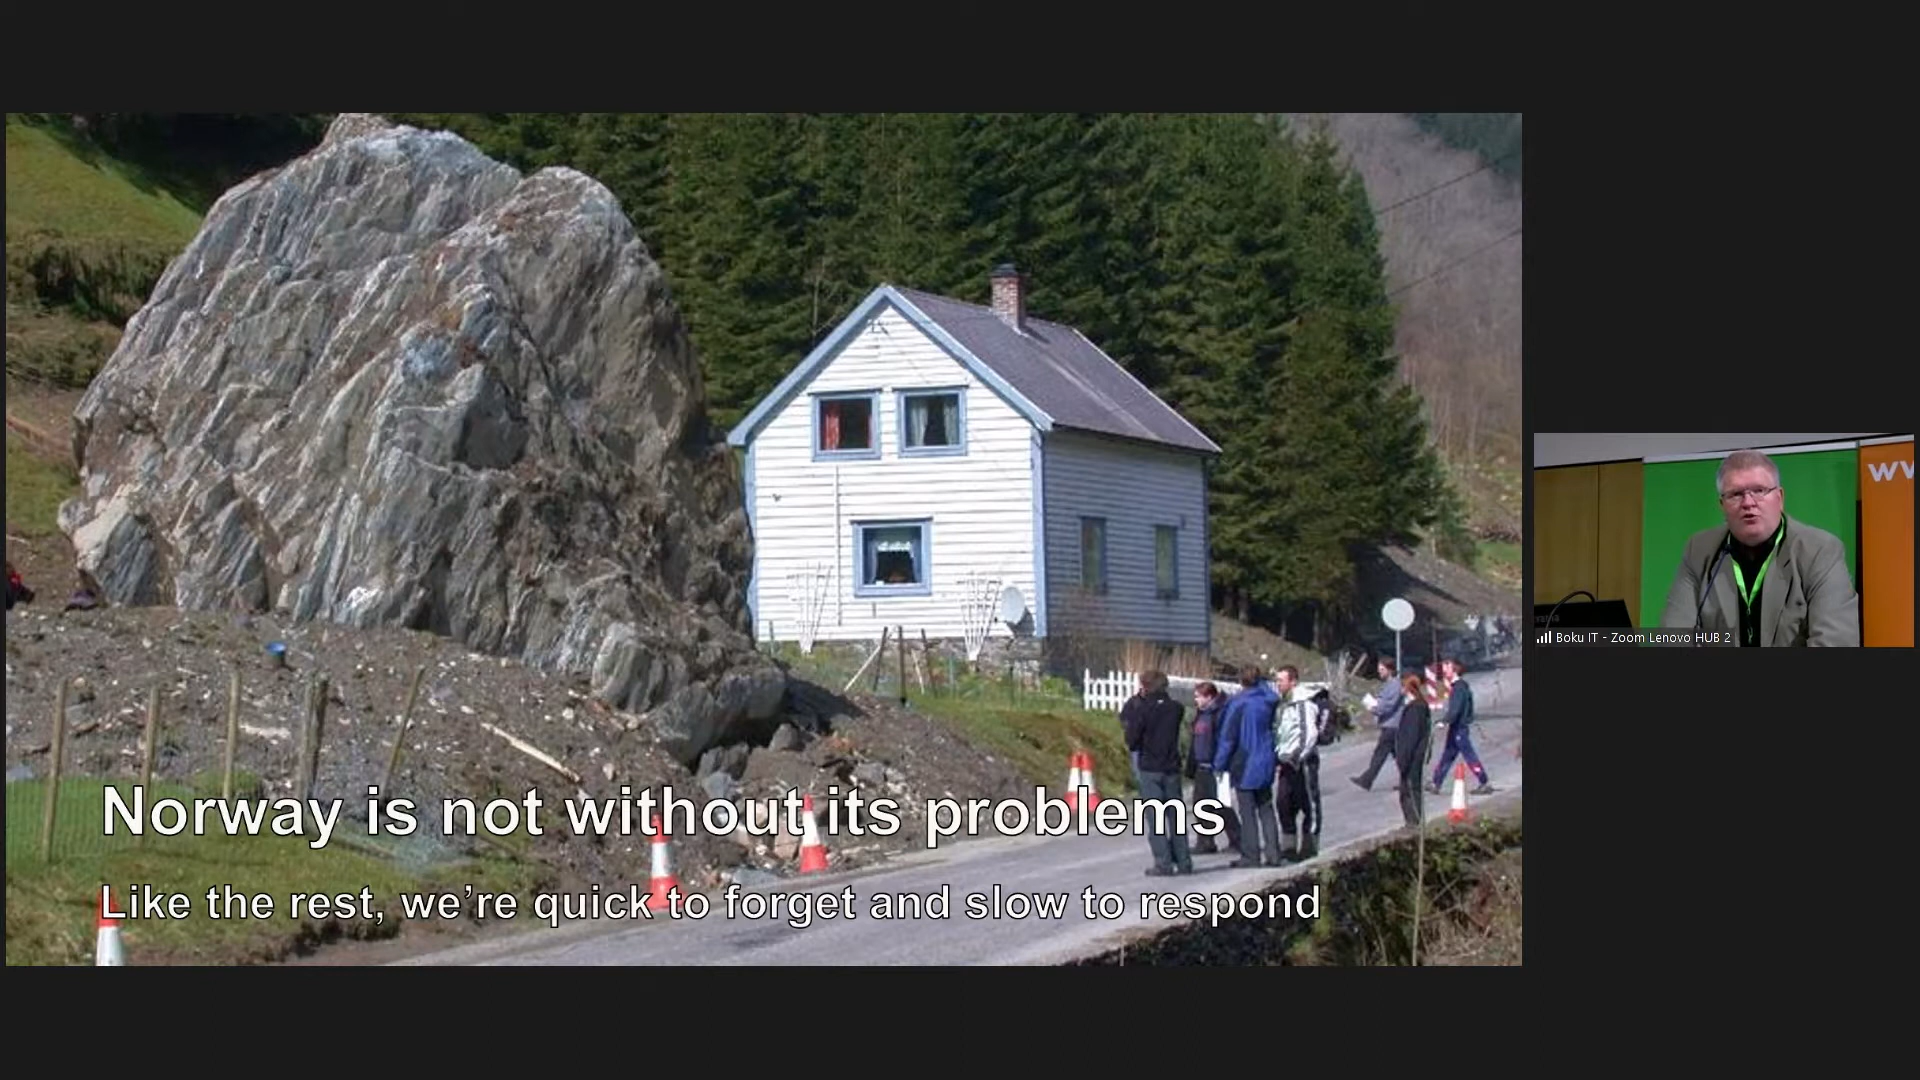 Norway is not without its problems
Like the rest, we’re quick to forget and slow to respond
Boku IT - Zoom Lenovo HUB 2